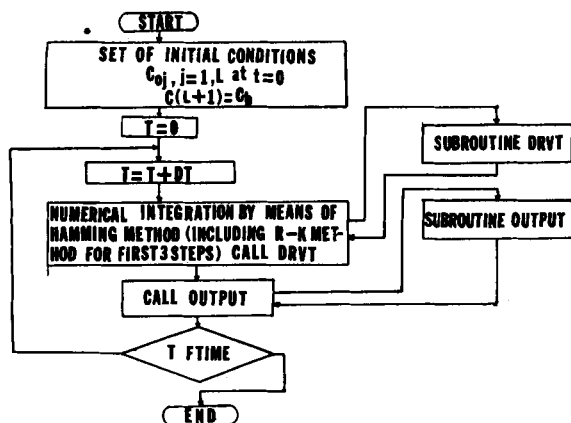 START
SET OF INITIAL CONDITIONS
Coj, j=1, L at t=0
C(L+1)=Cb
T=0
T=T+DT
NUMERICAL INTEGRATION BY MEANS OF
HAMMING METHOD (INCLUDING R-K MET-
HOD FOR FIRST 3 STEPS) CALL DRVT
SUBROUTINE DRVT
SUBROUTINE OUTPUT
CALL OUTPUT
T FTIME
END